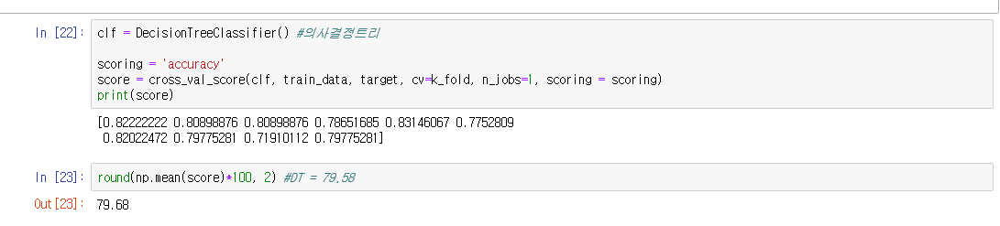 In [22]: clf = DecisionTreeClassifier() #의사결정트리
scoring = 'accuracy'
score = cross_val_score(clf, train_data, target, cv=k_fold, n_jobs=1, scoring = scoring)
print(score)
[0.82222222 0.80898876 0.80898876 0.78651685 0.83146067 0.7752809
0.82022472 0.79775281 0.71910112 0.79775281]
In [23]: round(np.mean(score)*100, 2) #DT = 79.58
Out[23]: 79.68